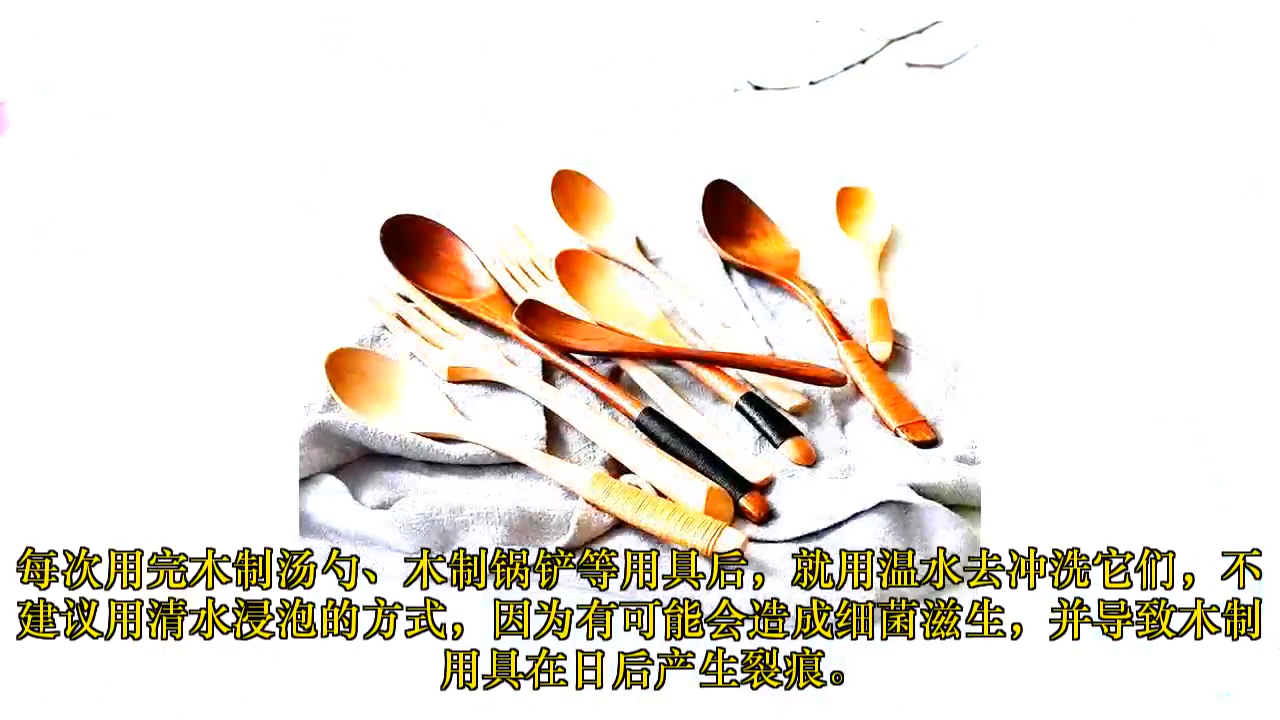 每次用完木制汤勺、木制锅铲等用具后，就用温水去冲洗它们，不
建议用清水浸泡的方式，因为有可能会造成细菌滋生，并导致木制
用具在日后产生裂痕。